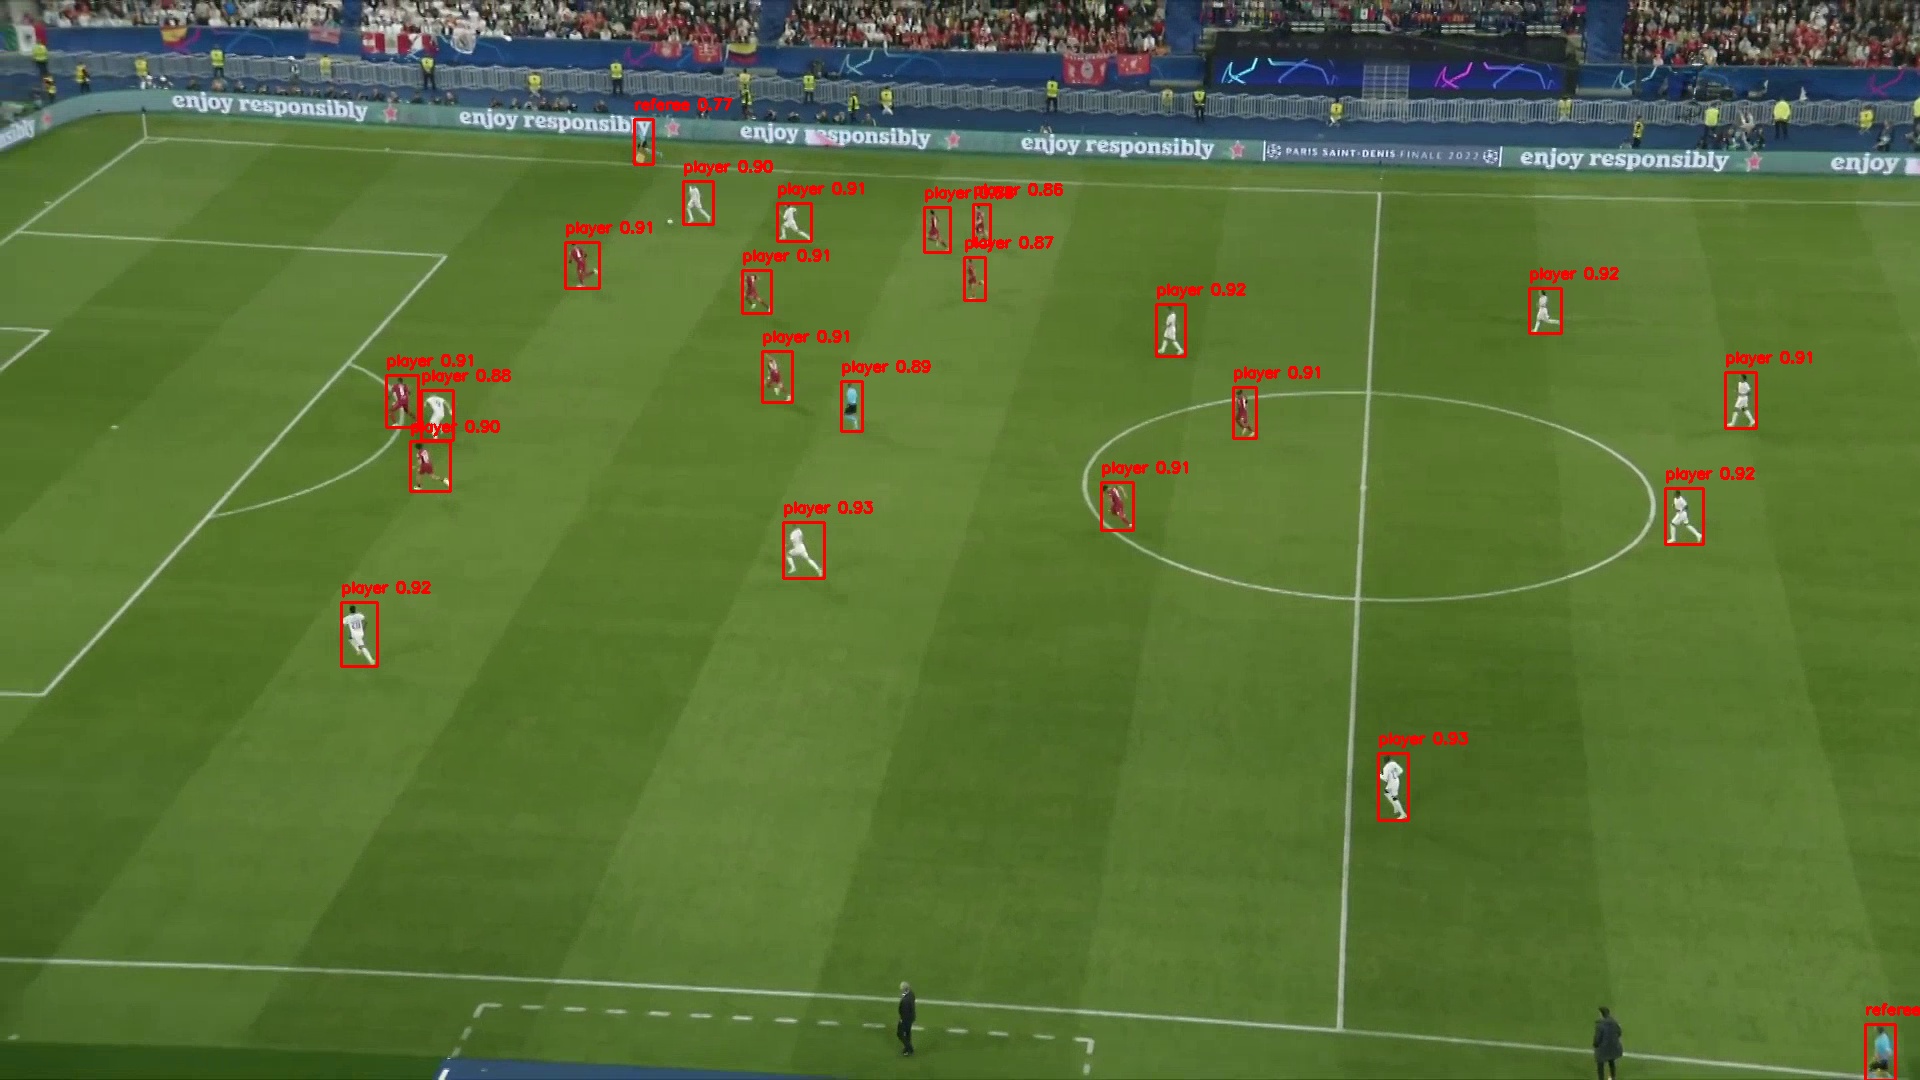 enjoy responsibly
enjoy responsibly
enjoy responsibly
enjoy responsibly
PARIS SAINT-DENIS FINALE 2022
enjoy responsibly
enjoy
referee 0.77
player 0.90
player 0.91
player 0.86
player 0.91
player 0.87
player 0.91
player 0.92
player 0.92
player 0.91
player 0.91
player 0.88
player 0.89
player 0.91
player 0.91
player 0.90
player 0.91
player 0.92
player 0.93
player 0.92
player 0.93
referee